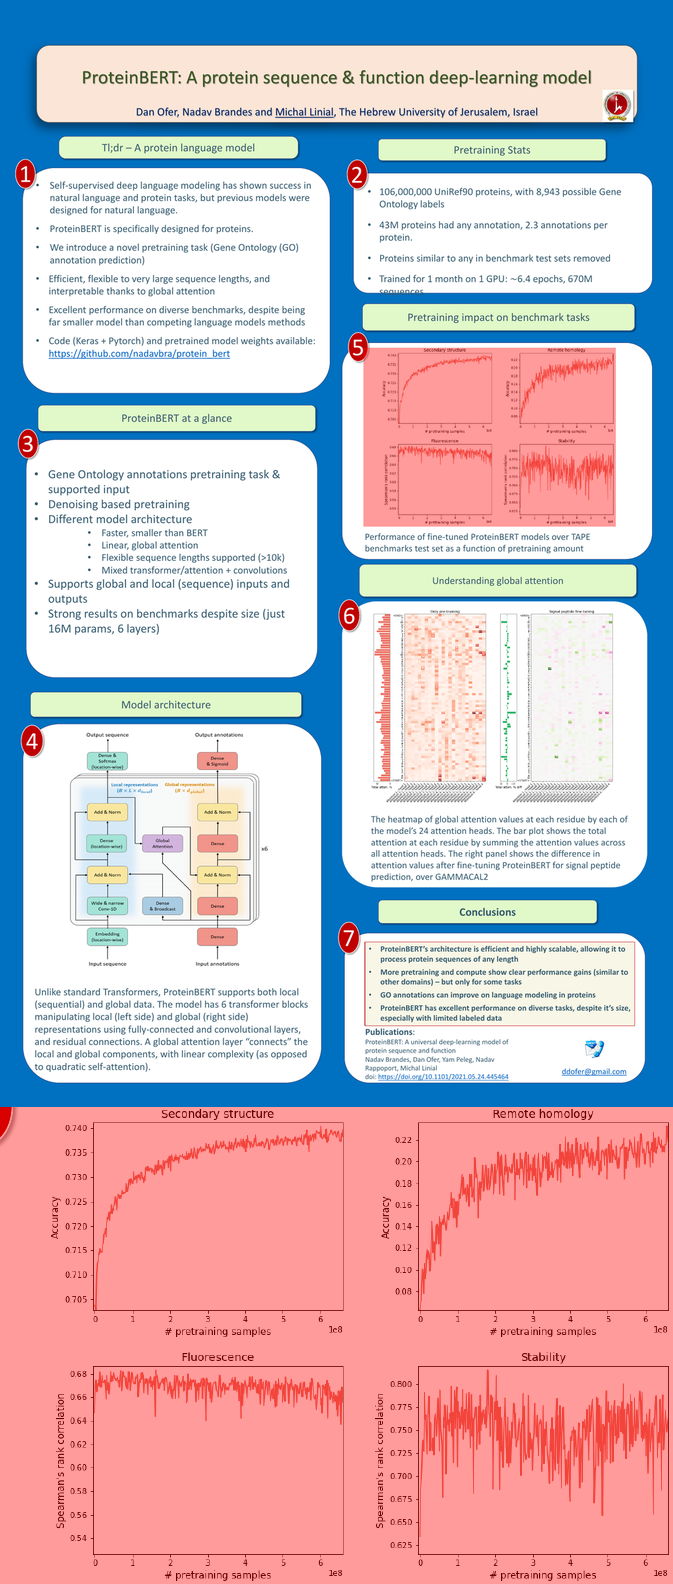 ProteinBERT: A protein sequence & function deep-learning model
Dan Ofer, Nadav Brandes and Michal Linial, The Hebrew University of Jerusalem, Israel
Tl;dr – A protein language model
1
• Self-supervised deep language modeling has shown success in
natural language and protein tasks, but previous models were
designed for natural language.
• ProteinBERT is specifically designed for proteins.
• We introduce a novel pretraining task (Gene Ontology (GO)
annotation prediction)
• Efficient, flexible to very large sequence lengths, and
interpretable thanks to global attention
• Excellent performance on diverse benchmarks, despite being
far smaller model than competing language models methods
• Code (Keras + Pytorch) and pretrained model weights available:
https://github.com/nadavbra/protein_bert
Pretraining Stats
2
• 106,000,000 UniRef90 proteins, with 8,943 possible Gene
Ontology labels
• 43M proteins had any annotation, 2.3 annotations per
protein.
• Proteins similar to any in benchmark test sets removed
• Trained for 1 month on 1 GPU: ~6.4 epochs, 670M
sequences
ProteinBERT at a glance
3
• Gene Ontology annotations pretraining task &
supported input
• Denoising based pretraining
• Different model architecture
• Faster, smaller than BERT
• Linear, global attention
• Flexible sequence lengths supported (>10k)
• Mixed transformer/attention + convolutions
• Supports global and local (sequence) inputs and
outputs
• Strong results on benchmarks despite size (just
16M params, 6 layers)
Model architecture
4
Output sequence
Output annotations
Dense &
Softmax
(location-wise)
Dense
& Sigmoid
Local representations
Global representations
Add & Norm
Add & Norm
Dense
(location-wise)
Global
Attention
Dense
x6
Add & Norm
Add & Norm
Wide & narrow
Conv-1D
Dense
& Broadcast
Dense
Embedding
(location-wise)
Dense
Input sequence
Input annotations
Unlike standard Transformers, ProteinBERT supports both local
(sequential) and global data. The model has 6 transformer blocks
manipulating local (left side) and global (right side)
representations using fully-connected and convolutional layers,
and residual connections. A global attention layer “connects” the
local and global components, with linear complexity (as opposed
to quadratic self-attention).
Pretraining impact on benchmark tasks
5
Secondary structure
Remote homology
Accuracy
Accuracy
# pretraining samples
# pretraining samples
Fluorescence
Stability
Spearman's rank correlation
Spearman's rank correlation
# pretraining samples
# pretraining samples
Performance of fine-tuned ProteinBERT models over TAPE
benchmarks test set as a function of pretraining amount
Understanding global attention
6
Only pre-training
Signal peptide fine-tuning
The heatmap of global attention values at each residue by each of
the model’s 24 attention heads. The bar plot shows the total
attention at each residue by summing the attention values across
all attention heads. The right panel shows the difference in
attention values after fine-tuning ProteinBERT for signal peptide
prediction, over GAMMACAL2
Conclusions
7
• ProteinBERT’s architecture is efficient and highly scalable, allowing it to
process protein sequences of any length
• More pretraining and compute show clear performance gains (similar to
other domains) – but only for some tasks
• GO annotations can improve on language modeling in proteins
• ProteinBERT has excellent performance on diverse tasks, despite it’s size,
especially with limited labeled data
Publications:
ProteinBERT: A universal deep-learning model of
protein sequence and function
Nadav Brandes, Dan Ofer, Yam Peleg, Nadav
Rappoport, Michal Linial
doi: https://doi.org/10.1101/2021.05.24.445464
ddofer@gmail.com
Secondary structure
0.740
0.735
0.730
0.725
0.720
0.715
0.710
0.705
Accuracy
0 1 2 3 4 5 6
1e8
# pretraining samples
Remote homology
0.22
0.20
0.18
0.16
0.14
0.12
0.10
0.08
Accuracy
0 1 2 3 4 5 6
1e8
# pretraining samples
Fluorescence
0.68
0.66
0.64
0.62
0.60
0.58
0.56
0.54
Spearman's rank correlation
0 1 2 3 4 5 6
1e8
# pretraining samples
Stability
0.800
0.775
0.750
0.725
0.700
0.675
0.650
0.625
Spearman's rank correlation
0 1 2 3 4 5 6
1e8
# pretraining samples